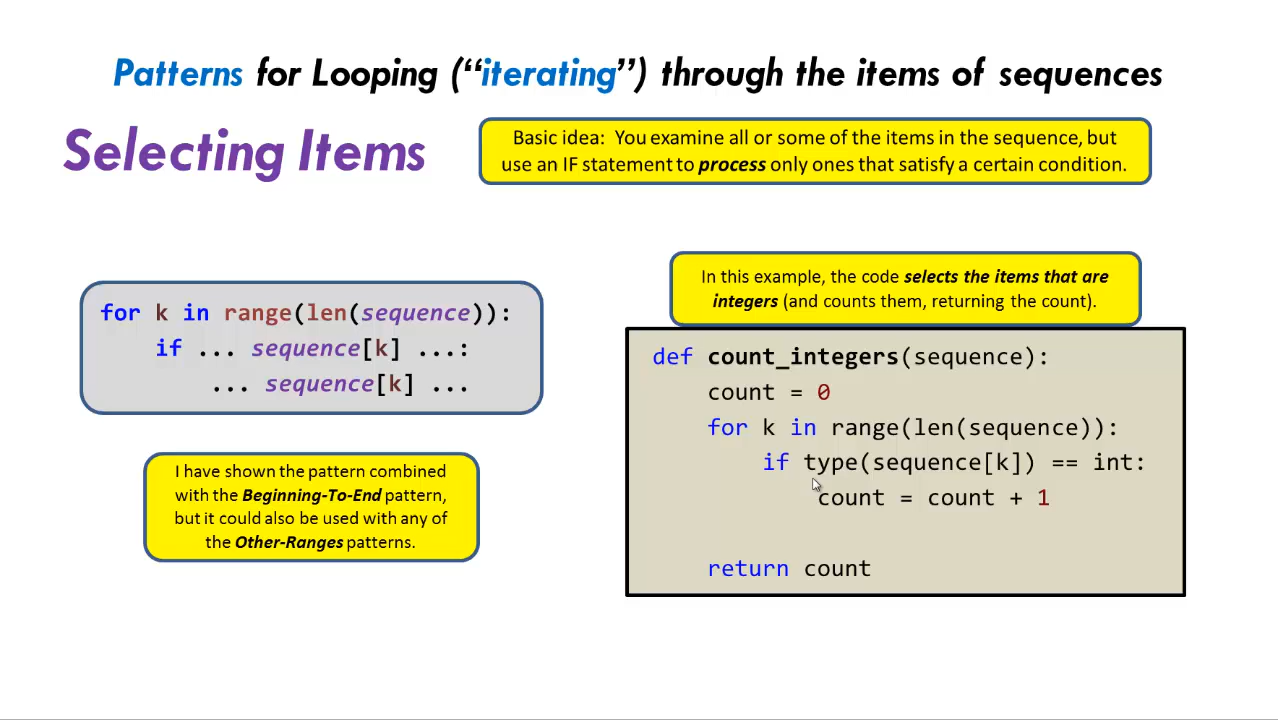 Patterns for Looping (“iterating”) through the items of sequences
Selecting Items
Basic idea: You examine all or some of the items in the sequence, but
use an IF statement to process only ones that satisfy a certain condition.
for k in range(len(sequence)):
    if ... sequence[k] ...:
        ... sequence[k] ...
I have shown the pattern combined
with the Beginning-To-End pattern,
but it could also be used with any of
the Other-Ranges patterns.
In this example, the code selects the items that are
integers (and counts them, returning the count).
def count_integers(sequence):
    count = 0
    for k in range(len(sequence)):
        if type(sequence[k]) == int:
            count = count + 1
    return count